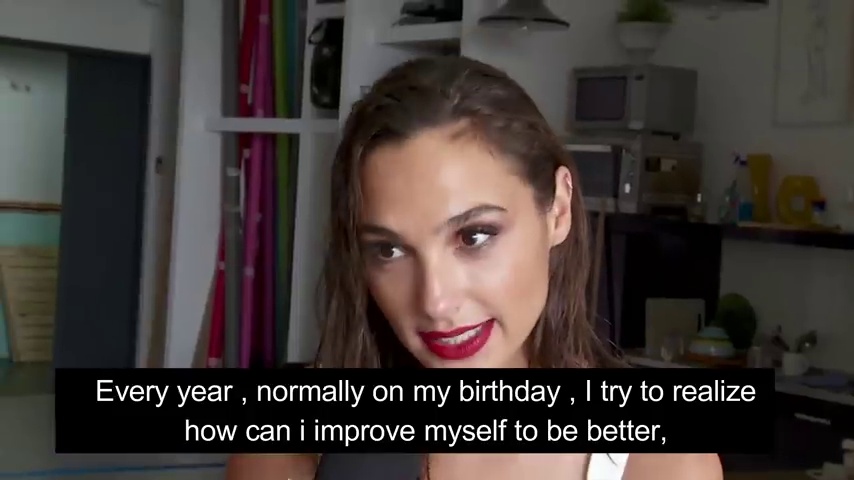 Every year , normally on my birthday , I try to realize
how can i improve myself to be better,